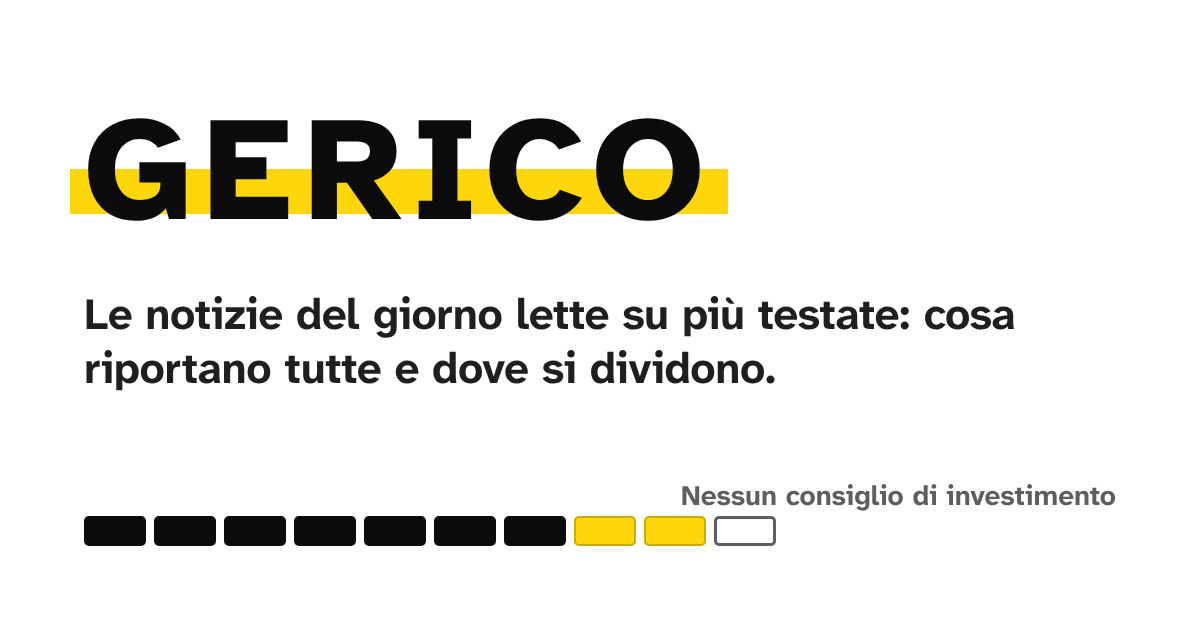 GERICO
Le notizie del giorno lette su più testate: cosa
riportano tutte e dove si dividono.
Nessun consiglio di investimento